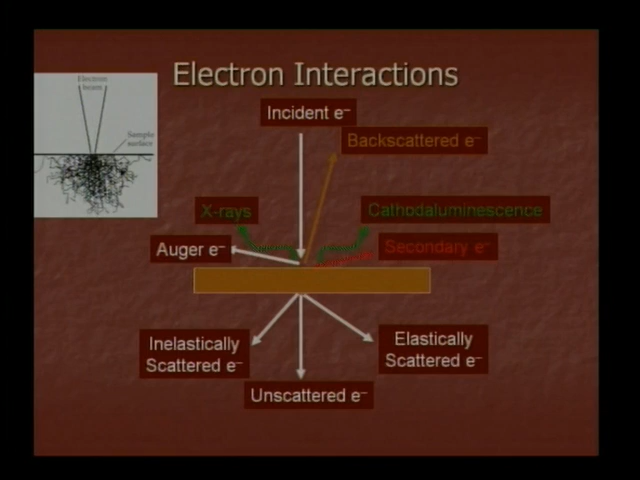 Electron Interactions
Electron
beam
Sample
surface
Incident e⁻
Backscattered e⁻
X-rays
Cathodaluminescence
Auger e⁻
Secondary e⁻
Inelastically
Scattered e⁻
Elastically
Scattered e⁻
Unscattered e⁻